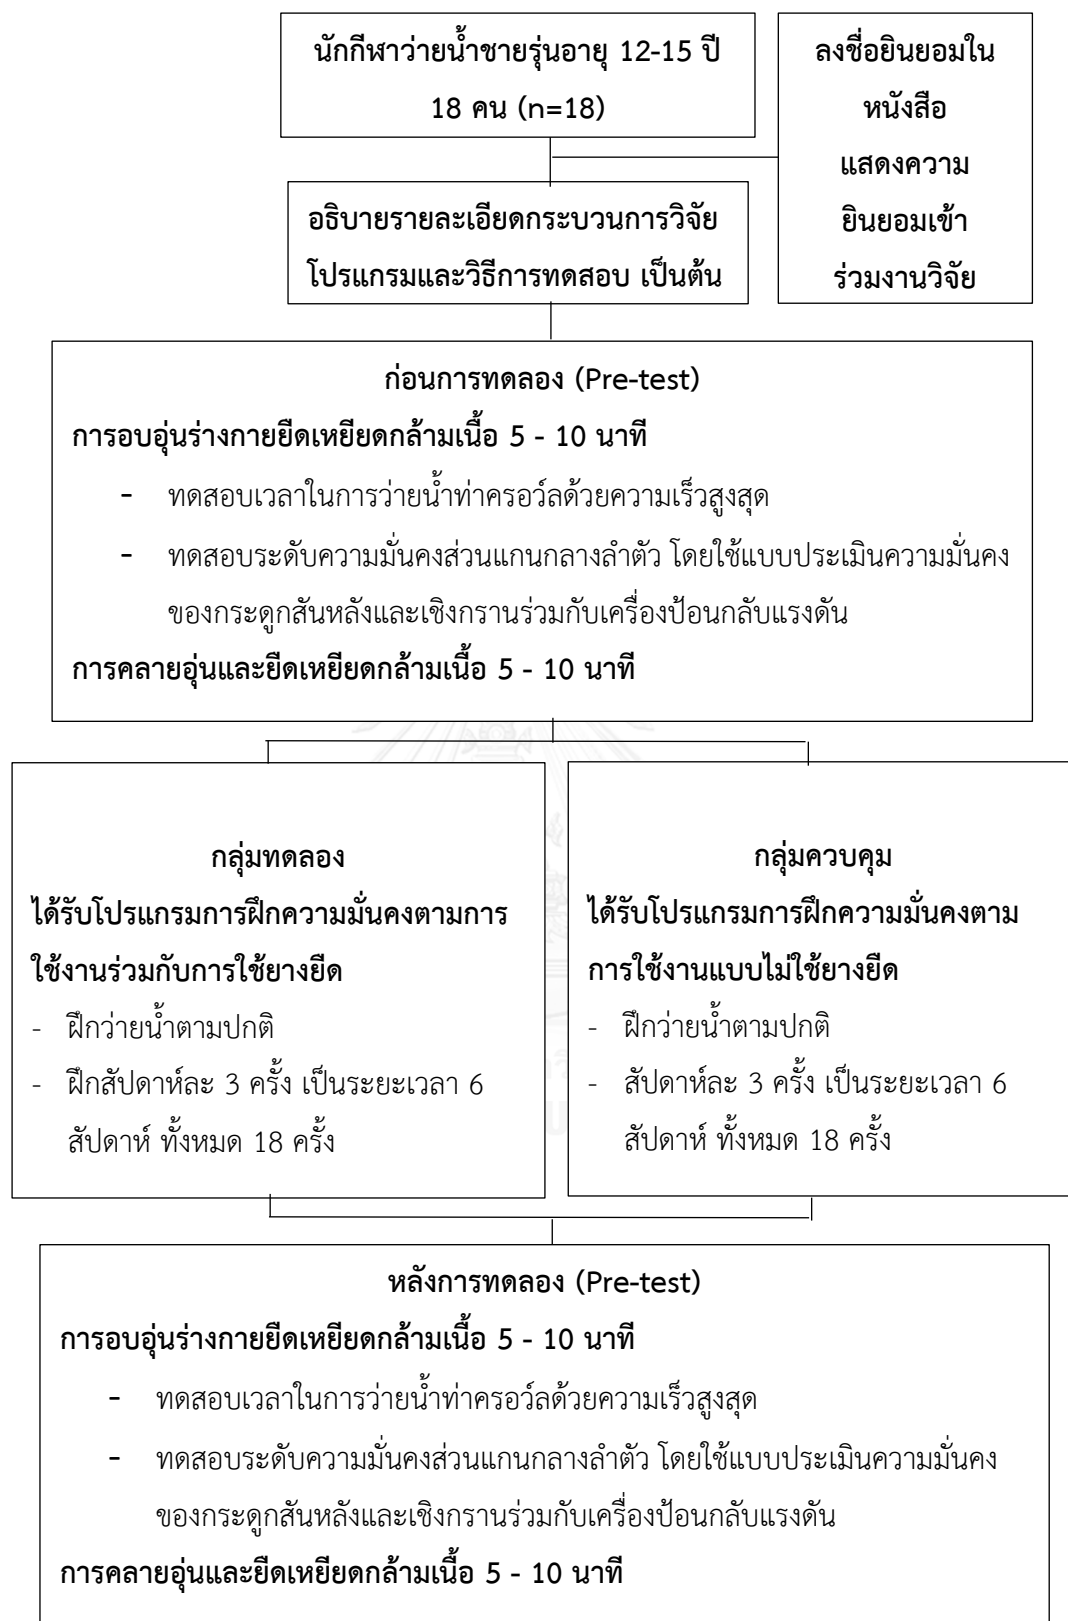 นักกีฬาว่ายน้ำชายรุ่นอายุ 12-15 ปี
18 คน (n=18)
ลงชื่อยินยอมใน
หนังสือ
แสดงความ
ยินยอมเข้า
ร่วมงานวิจัย
อธิบายรายละเอียดกระบวนการวิจัย
โปรแกรมและวิธีการทดสอบ เป็นต้น
ก่อนการทดลอง (Pre-test)
การอบอุ่นร่างกายยืดเหยียดกล้ามเนื้อ 5 - 10 นาที
- ทดสอบเวลาในการว่ายน้ำท่าครอว์ลด้วยความเร็วสูงสุด
- ทดสอบระดับความมั่นคงส่วนแกนกลางลำตัว โดยใช้แบบประเมินความมั่นคง
ของกระดูกสันหลังและเชิงกรานร่วมกับเครื่องป้อนกลับแรงดัน
การคลายอุ่นและยืดเหยียดกล้ามเนื้อ 5 - 10 นาที
กลุ่มทดลอง
ได้รับโปรแกรมการฝึกความมั่นคงตามการ
ใช้งานร่วมกับการใช้ยางยืด
- ฝึกว่ายน้ำตามปกติ
- ฝึกสัปดาห์ละ 3 ครั้ง เป็นระยะเวลา 6
สัปดาห์ ทั้งหมด 18 ครั้ง
กลุ่มควบคุม
ได้รับโปรแกรมการฝึกความมั่นคงตาม
การใช้งานแบบไม่ใช้ยางยืด
- ฝึกว่ายน้ำตามปกติ
- สัปดาห์ละ 3 ครั้ง เป็นระยะเวลา 6
สัปดาห์ ทั้งหมด 18 ครั้ง
หลังการทดลอง (Pre-test)
การอบอุ่นร่างกายยืดเหยียดกล้ามเนื้อ 5 - 10 นาที
- ทดสอบเวลาในการว่ายน้ำท่าครอว์ลด้วยความเร็วสูงสุด
- ทดสอบระดับความมั่นคงส่วนแกนกลางลำตัว โดยใช้แบบประเมินความมั่นคง
ของกระดูกสันหลังและเชิงกรานร่วมกับเครื่องป้อนกลับแรงดัน
การคลายอุ่นและยืดเหยียดกล้ามเนื้อ 5 - 10 นาที